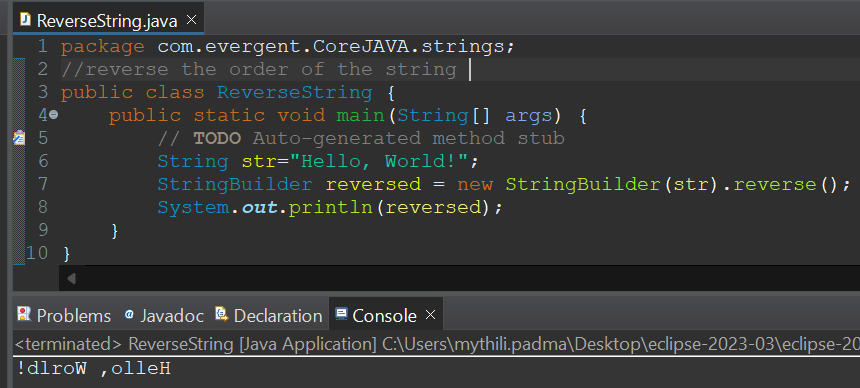 ReverseString.java ×
1 package com.evergent.CoreJAVA.strings;
2 //reverse the order of the string
3 public class ReverseString {
4     public static void main(String[] args) {
5         // TODO Auto-generated method stub
6         String str="Hello, World!";
7         StringBuilder reversed = new StringBuilder(str).reverse();
8         System.out.println(reversed);
9     }
10 }
Problems @ Javadoc Declaration Console ×
<terminated> ReverseString [Java Application] C:\Users\mythili.padma\Desktop\eclipse-2023-03\eclipse-20
!dlroW ,olleH